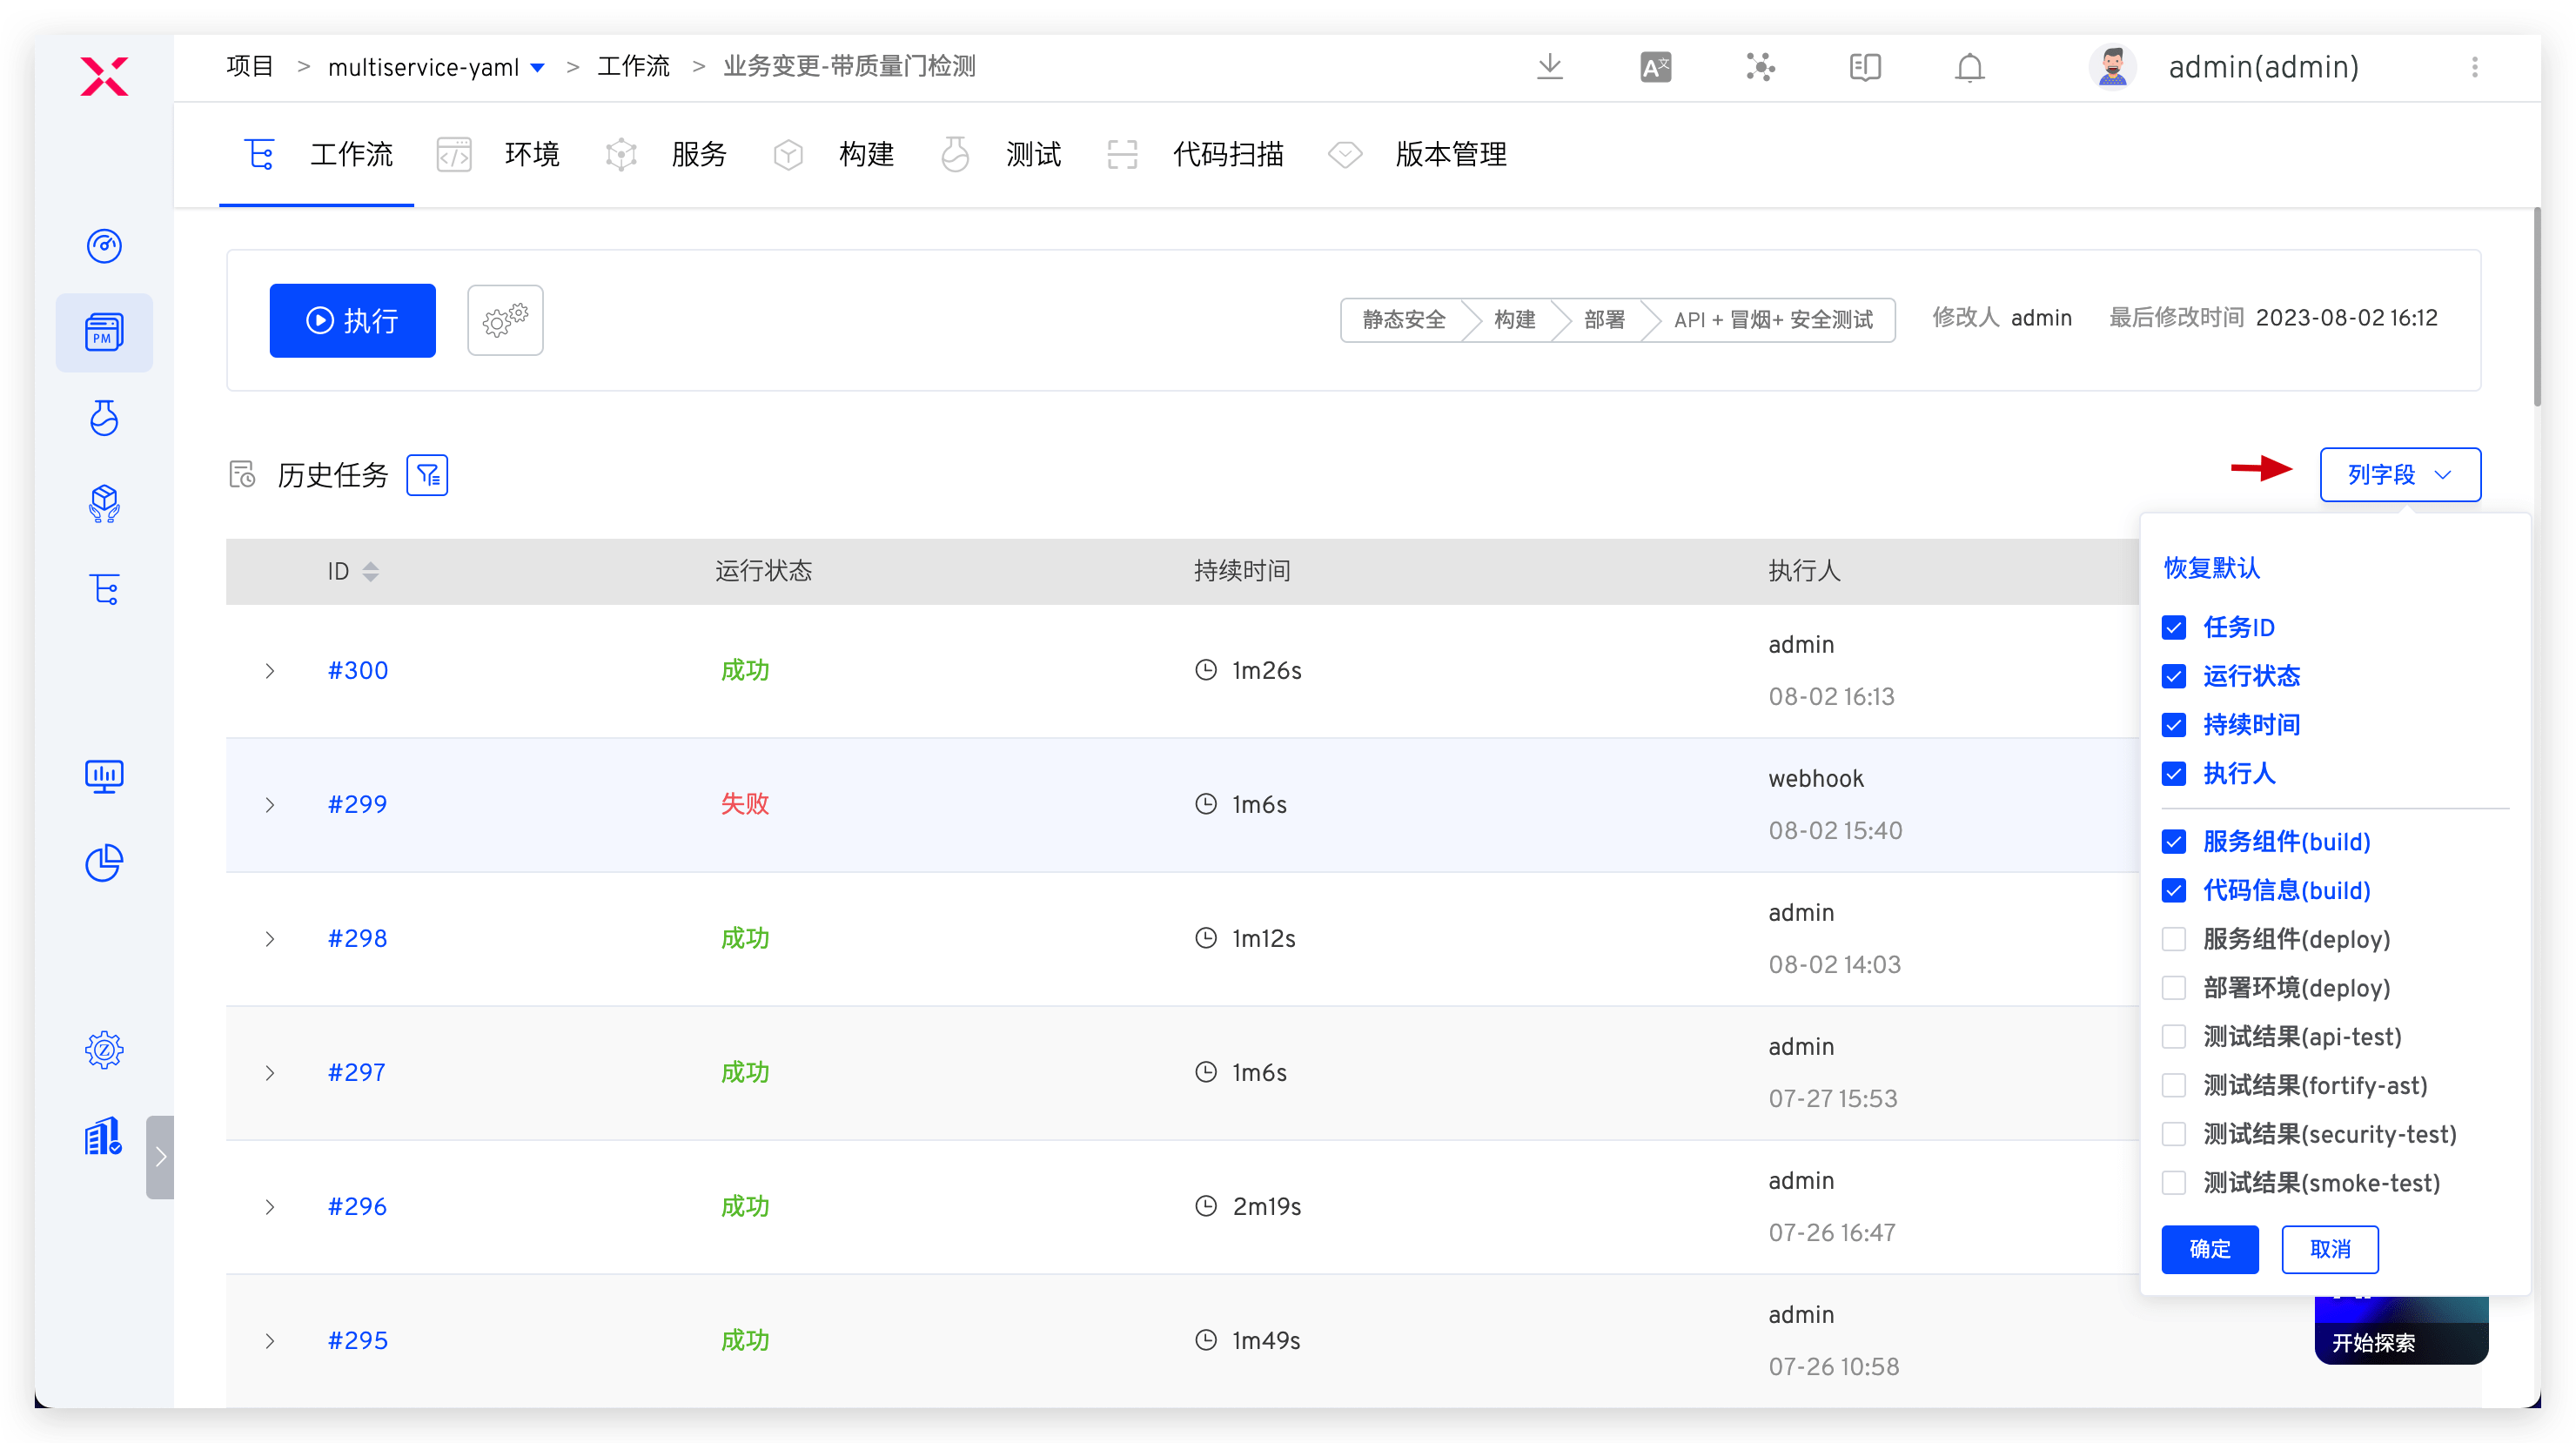 项目 > multiservice-yaml > 工作流 > 业务变更-带质量门检测
A文
admin(admin)
工作流 环境 服务 构建 测试 代码扫描 版本管理
PM
执行
静态安全 构建 部署 API + 冒烟+ 安全测试
修改人 admin 最后修改时间 2023-08-02 16:12
历史任务
列字段
ID 运行状态 持续时间 执行人
#300 成功 1m26s admin
08-02 16:13
#299 失败 1m6s webhook
08-02 15:40
#298 成功 1m12s admin
08-02 14:03
#297 成功 1m6s admin
07-27 15:53
#296 成功 2m19s admin
07-26 16:47
#295 成功 1m49s admin
07-26 10:58
恢复默认
任务ID
运行状态
持续时间
执行人
服务组件(build)
代码信息(build)
服务组件(deploy)
部署环境(deploy)
测试结果(api-test)
测试结果(fortify-ast)
测试结果(security-test)
测试结果(smoke-test)
确定 取消
开始探索